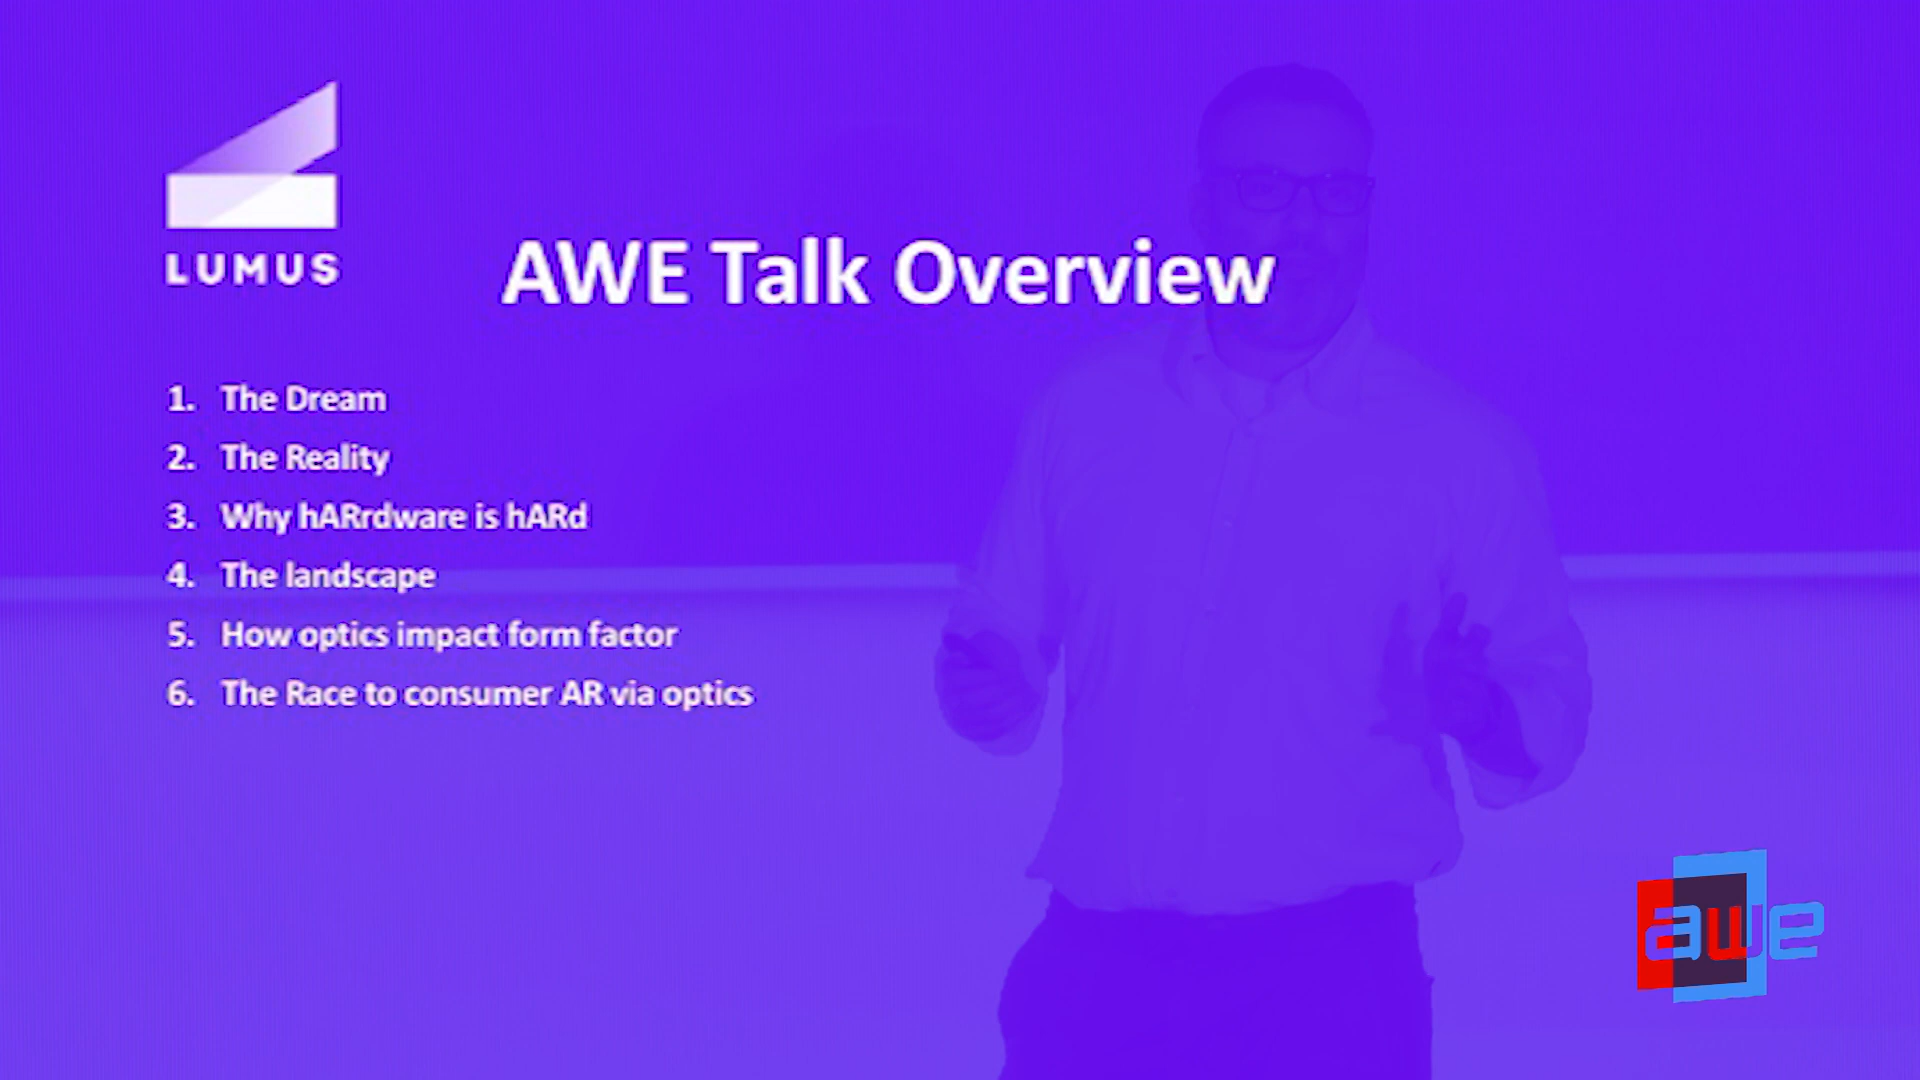 LUMUS
AWE Talk Overview
1. The Dream
2. The Reality
3. Why hARrdware is hARd
4. The landscape
5. How optics impact form factor
6. The Race to consumer AR via optics
awe